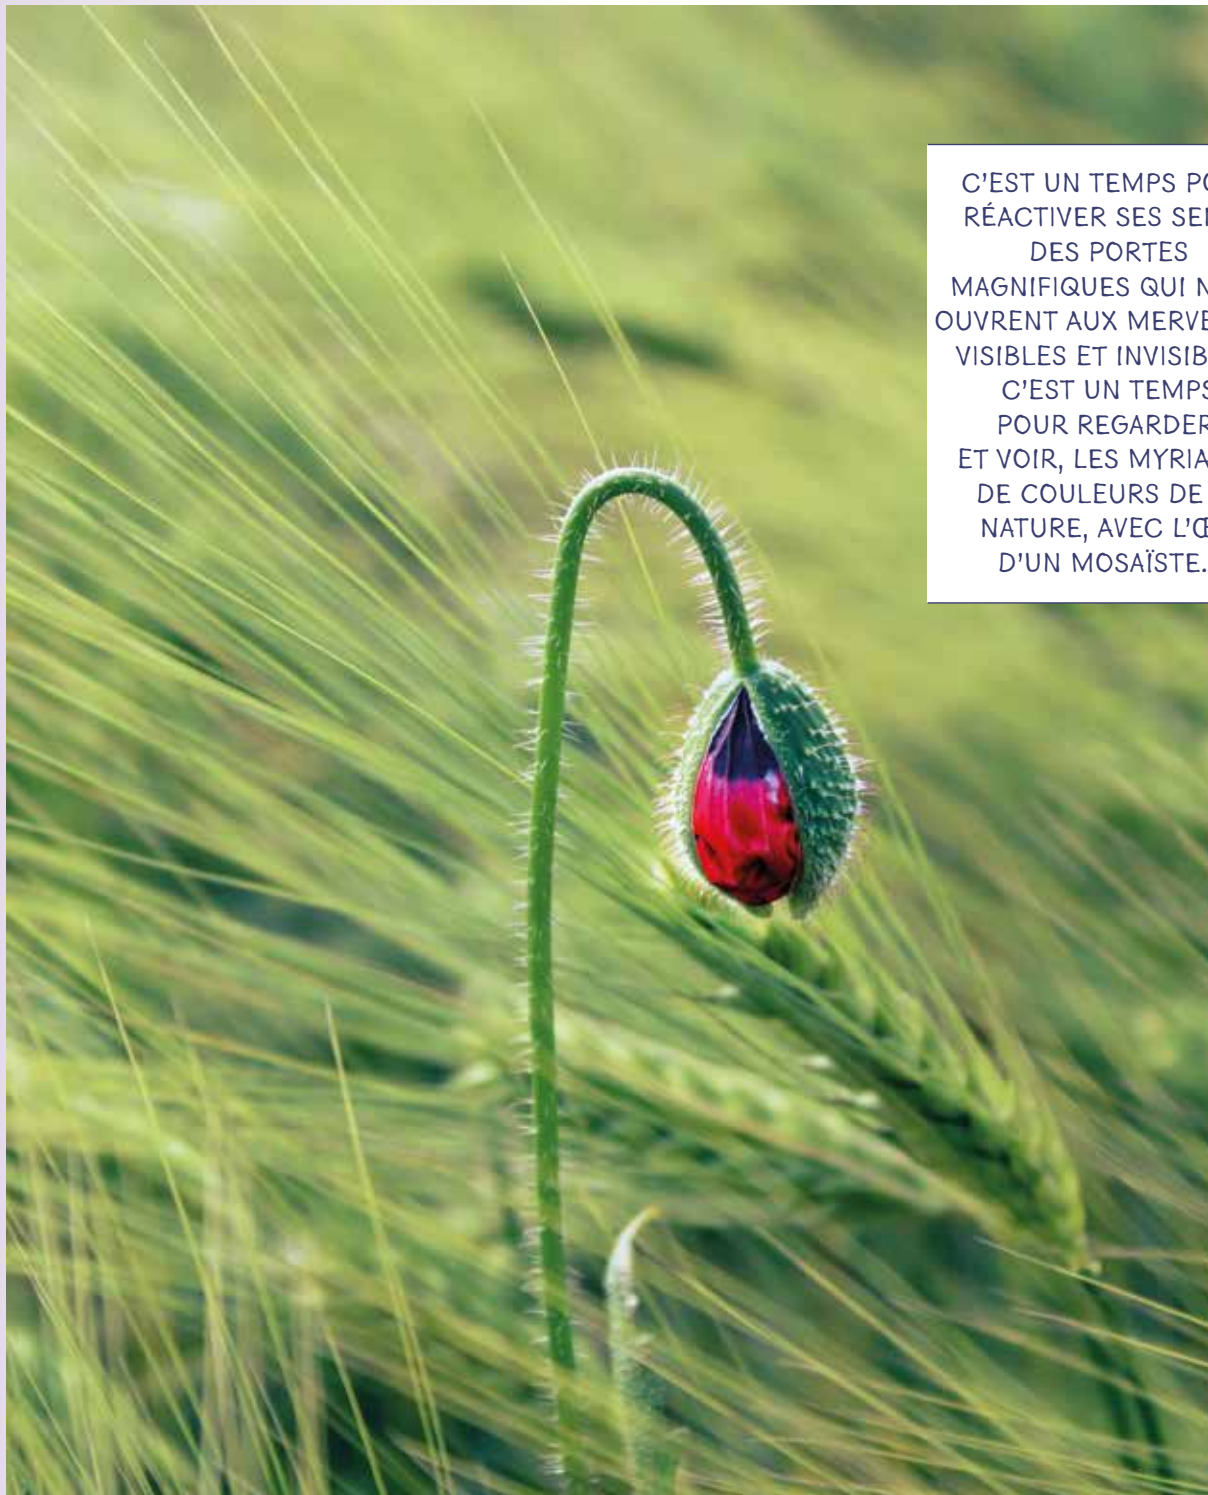 C'EST UN TEMPS
RÉACTIVER SES
DES PORTES
MAGNIFIQUES QUI
OUVRENT AUX
VISIBLES ET
C'EST UN TEMPS
POUR REGARDER
ET VOIR, LES
DE COULEURS DE
NATURE, AVEC
D'UN MOSAÏSTE.